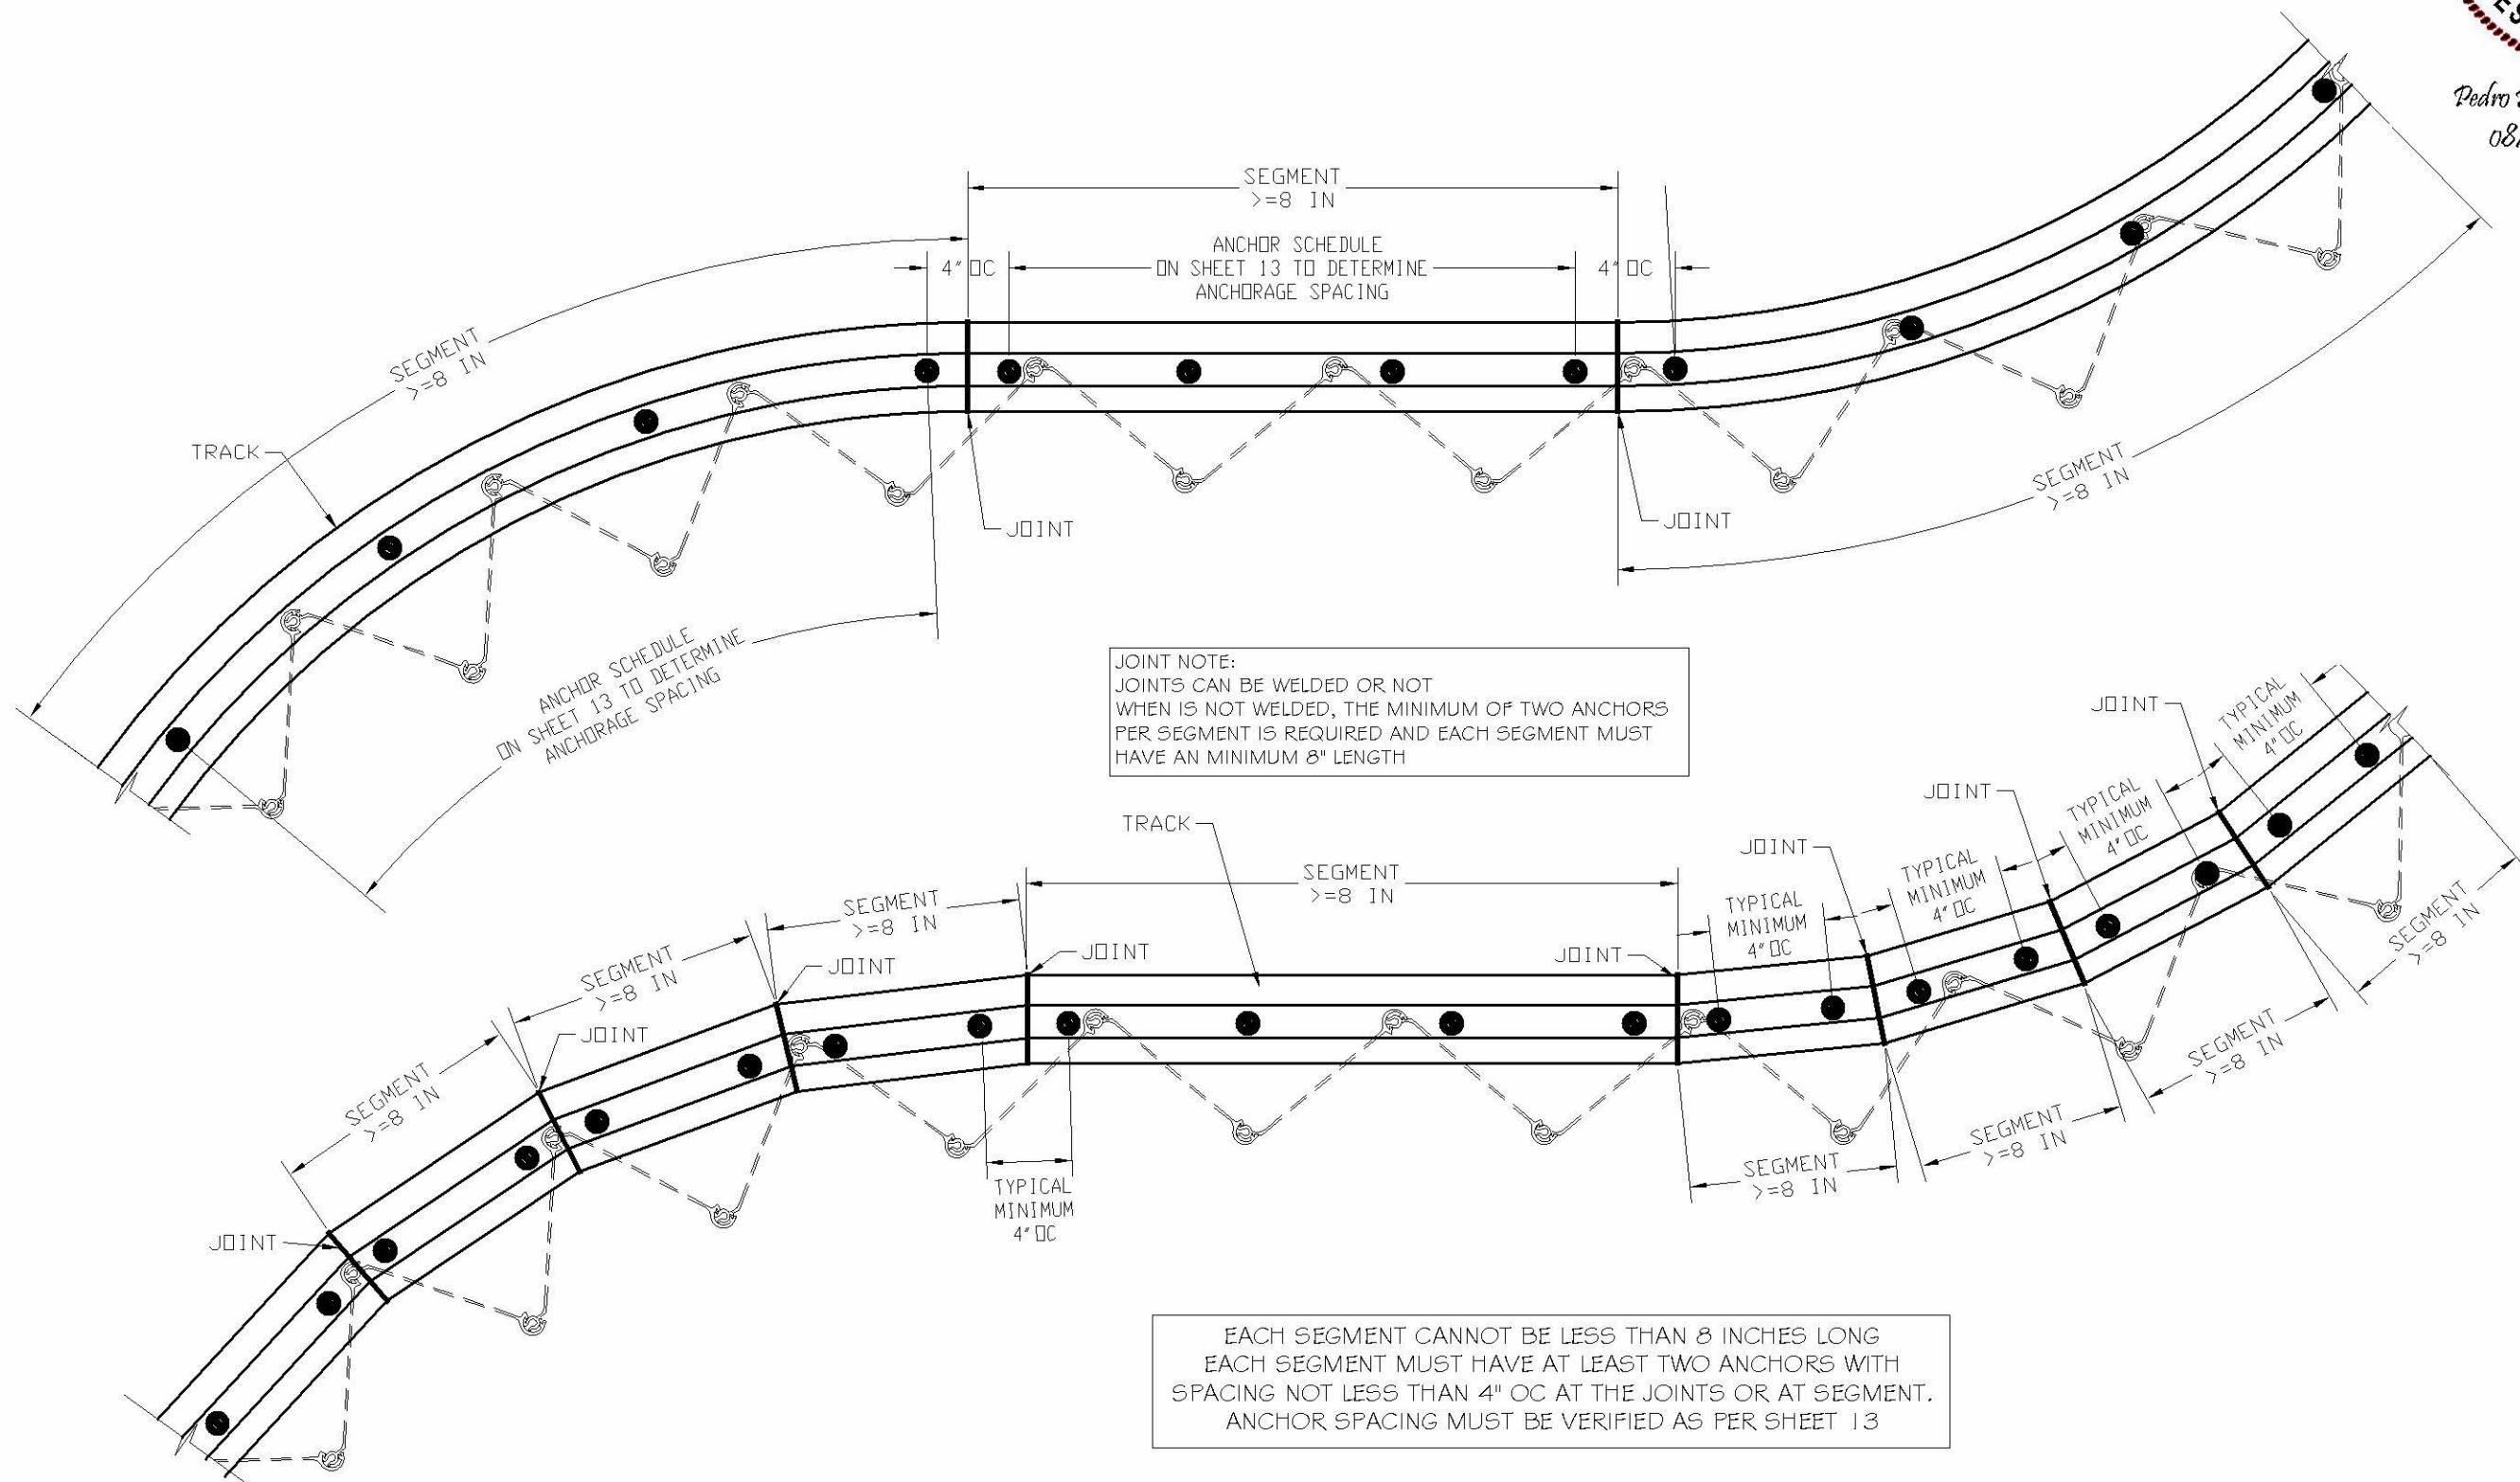 ES
Pedro
08/
SEGMENT
>=8 IN
ANCHOR SCHEDULE
ON SHEET 13 TO DETERMINE
ANCHORAGE SPACING
4" OC
4" OC
SEGMENT
>=8 IN
TRACK
JOINT
JOINT
SEGMENT
>=8 IN
ANCHOR SCHEDULE
ON SHEET 13 TO DETERMINE
ANCHORAGE SPACING
JOINT NOTE:
JOINTS CAN BE WELDED OR NOT
WHEN IS NOT WELDED, THE MINIMUM OF TWO ANCHORS
PER SEGMENT IS REQUIRED AND EACH SEGMENT MUST
HAVE AN MINIMUM 8" LENGTH
JOINT
TYPICAL
MINIMUM
4" OC
JOINT
TYPICAL
MINIMUM
4" OC
TRACK
JOINT
TYPICAL
MINIMUM
4" OC
SEGMENT
>=8 IN
TYPICAL
MINIMUM
4" OC
SEGMENT
>=8 IN
SEGMENT
>=8 IN
SEGMENT
>=8 IN
JOINT
JOINT
JOINT
JOINT
SEGMENT
>=8 IN
SEGMENT
>=8 IN
SEGMENT
>=8 IN
SEGMENT
>=8 IN
TYPICAL
MINIMUM
4" OC
JOINT
EACH SEGMENT CANNOT BE LESS THAN 8 INCHES LONG
EACH SEGMENT MUST HAVE AT LEAST TWO ANCHORS WITH
SPACING NOT LESS THAN 4" OC AT THE JOINTS OR AT SEGMENT.
ANCHOR SPACING MUST BE VERIFIED AS PER SHEET 13